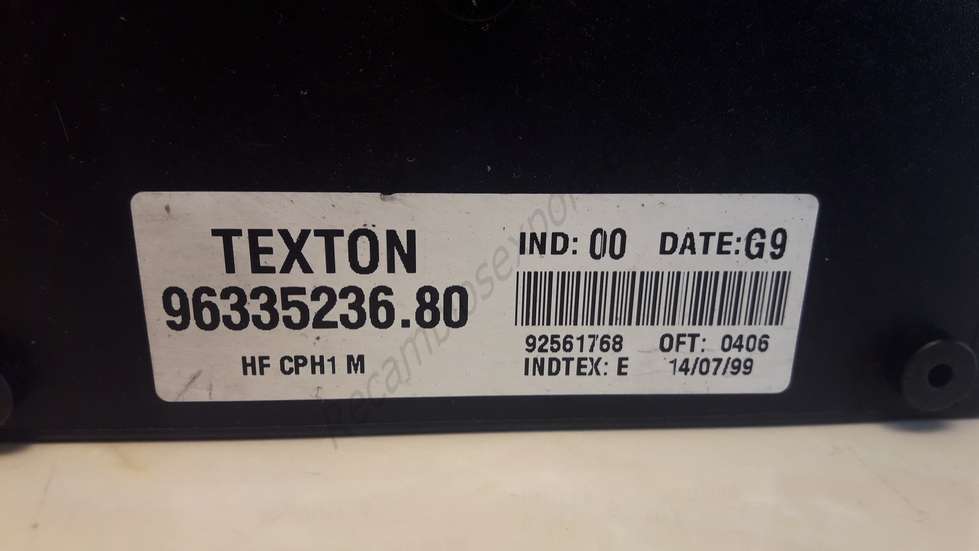 TEXTON
96335236.80
HF CPH1 M
IND: 00 DATE:G9
92561768 OFT: 0406
INDTEX: E 14/07/99